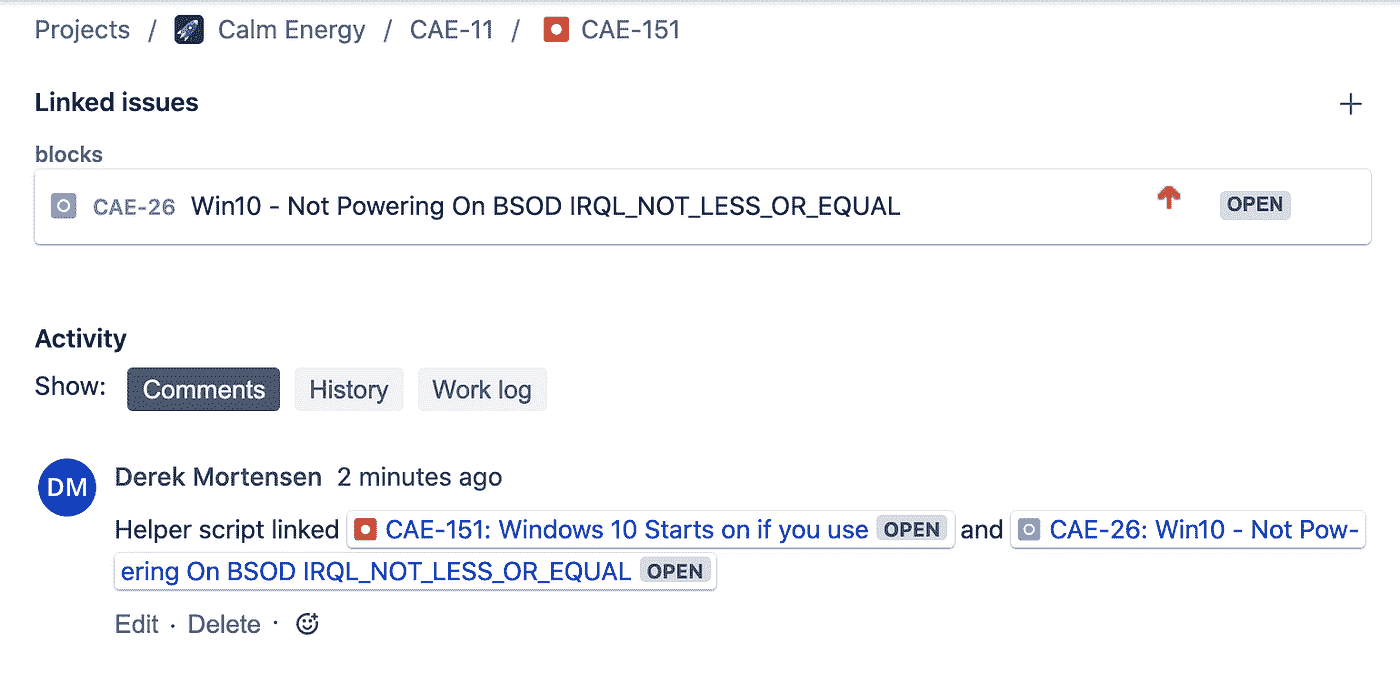 Projects / Calm Energy / CAE-11 / CAE-151
Linked issues
blocks
CAE-26 Win10 - Not Powering On BSOD IRQL_NOT_LESS_OR_EQUAL OPEN
Activity
Show: Comments History Work log
DM Derek Mortensen 2 minutes ago
Helper script linked CAE-151: Windows 10 Starts on if you use OPEN and CAE-26: Win10 - Not Pow-
ering On BSOD IRQL_NOT_LESS_OR_EQUAL OPEN
Edit · Delete ·